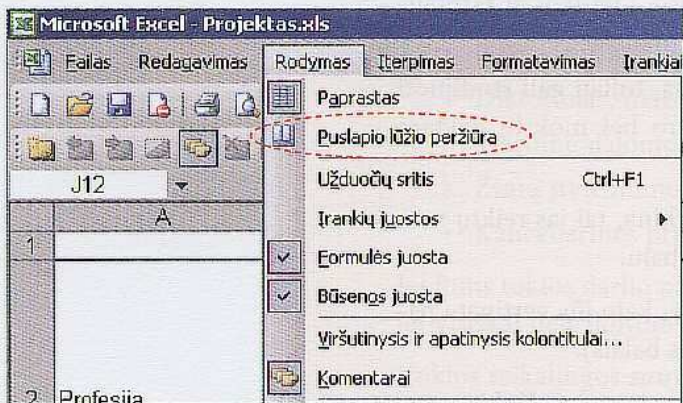 Microsoft Excel - Projektas.xls
Failas Redagavimas Rodymas Įterpimas Formatavimas Įrankiai
Paprastas
Puslapio lūžio peržiūra
J12
Užduočių sritis Ctrl+F1
Įrankių juostos
A
1
Formulės juosta
Būsenos juosta
Viršutinysis ir apatinysis kolontitulai...
Komentarai
2 Profesija